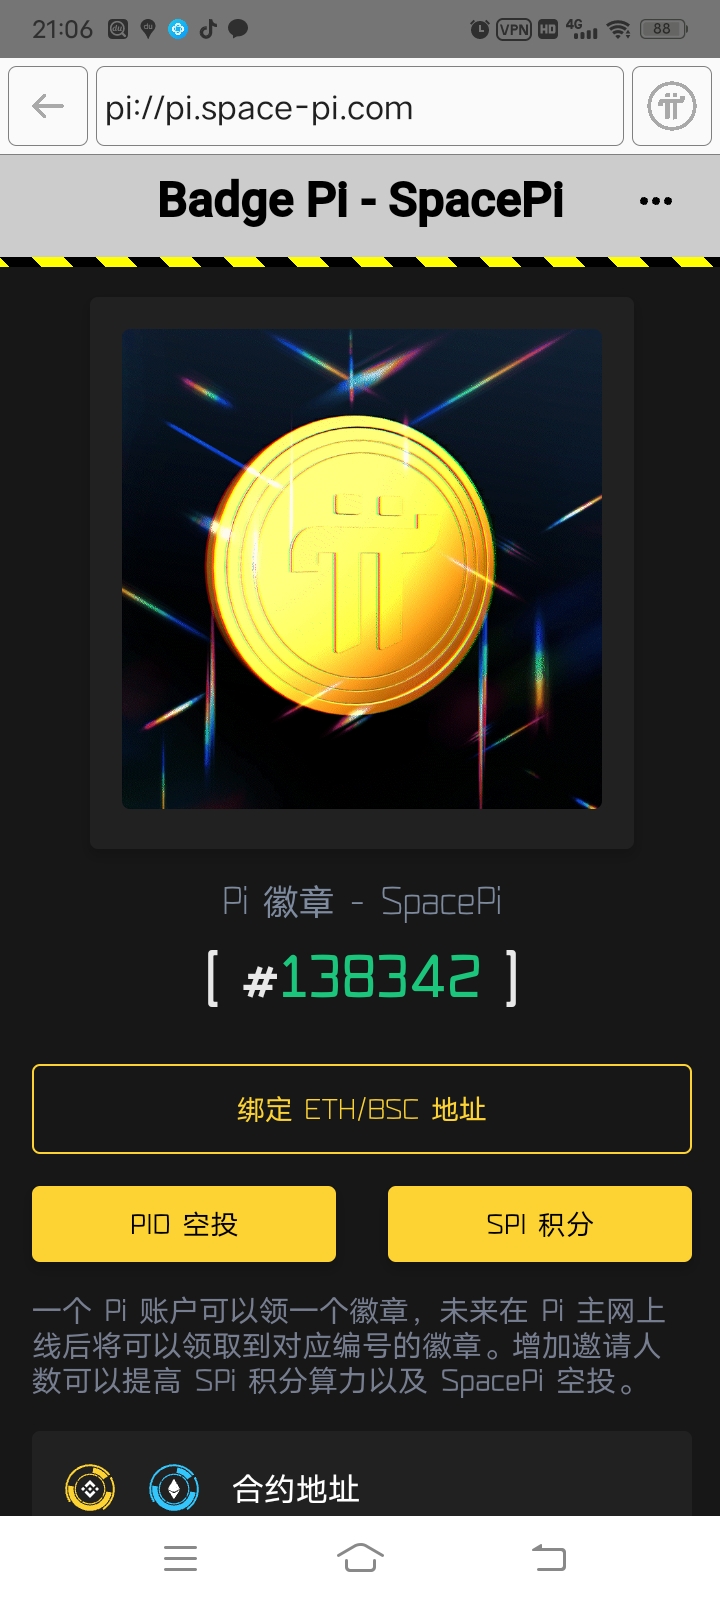 21:06
VPN
HD
4G
88
pi://pi.space-pi.com
Badge Pi - SpacePi
Pi 徽章 - SpacePi
[ #138342 ]
绑定 ETH/BSC 地址
PIO 空投
SPI 积分
一个 Pi 账户可以领一个徽章，未来在 Pi 主网上
线后将可以领取到对应编号的徽章。增加邀请人
数可以提高 SPi 积分算力以及 SpacePi 空投。
合约地址